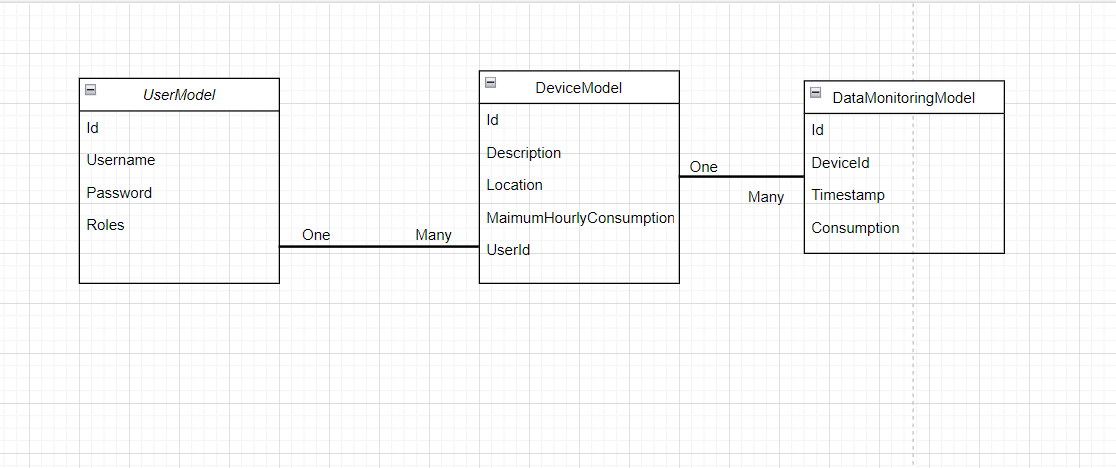 UserModel
Id
Username
Password
Roles
One
Many
DeviceModel
Id
Description
Location
MaimumHourlyConsumption
UserId
One
Many
DataMonitoringModel
Id
DeviceId
Timestamp
Consumption